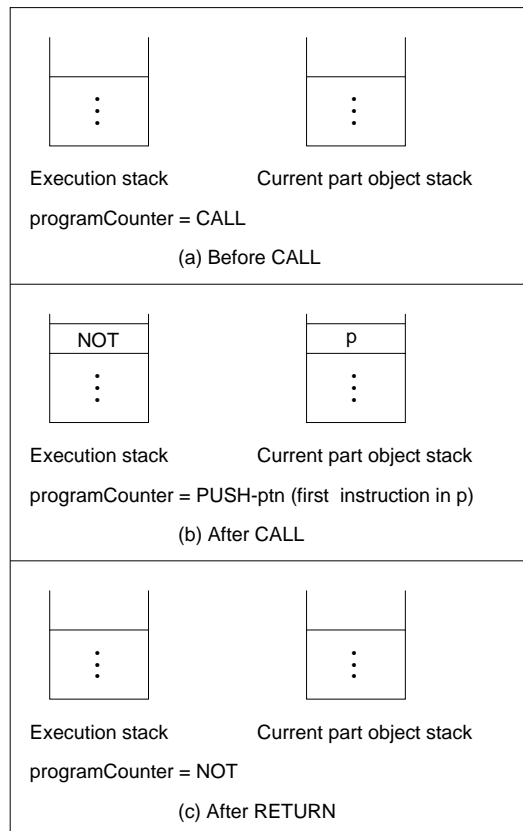 Execution stack Current part object stack
programCounter = CALL
(a) Before CALL
NOT p
Execution stack Current part object stack
programCounter = PUSH-ptn (first instruction in p)
(b) After CALL
Execution stack Current part object stack
programCounter = NOT
(c) After RETURN